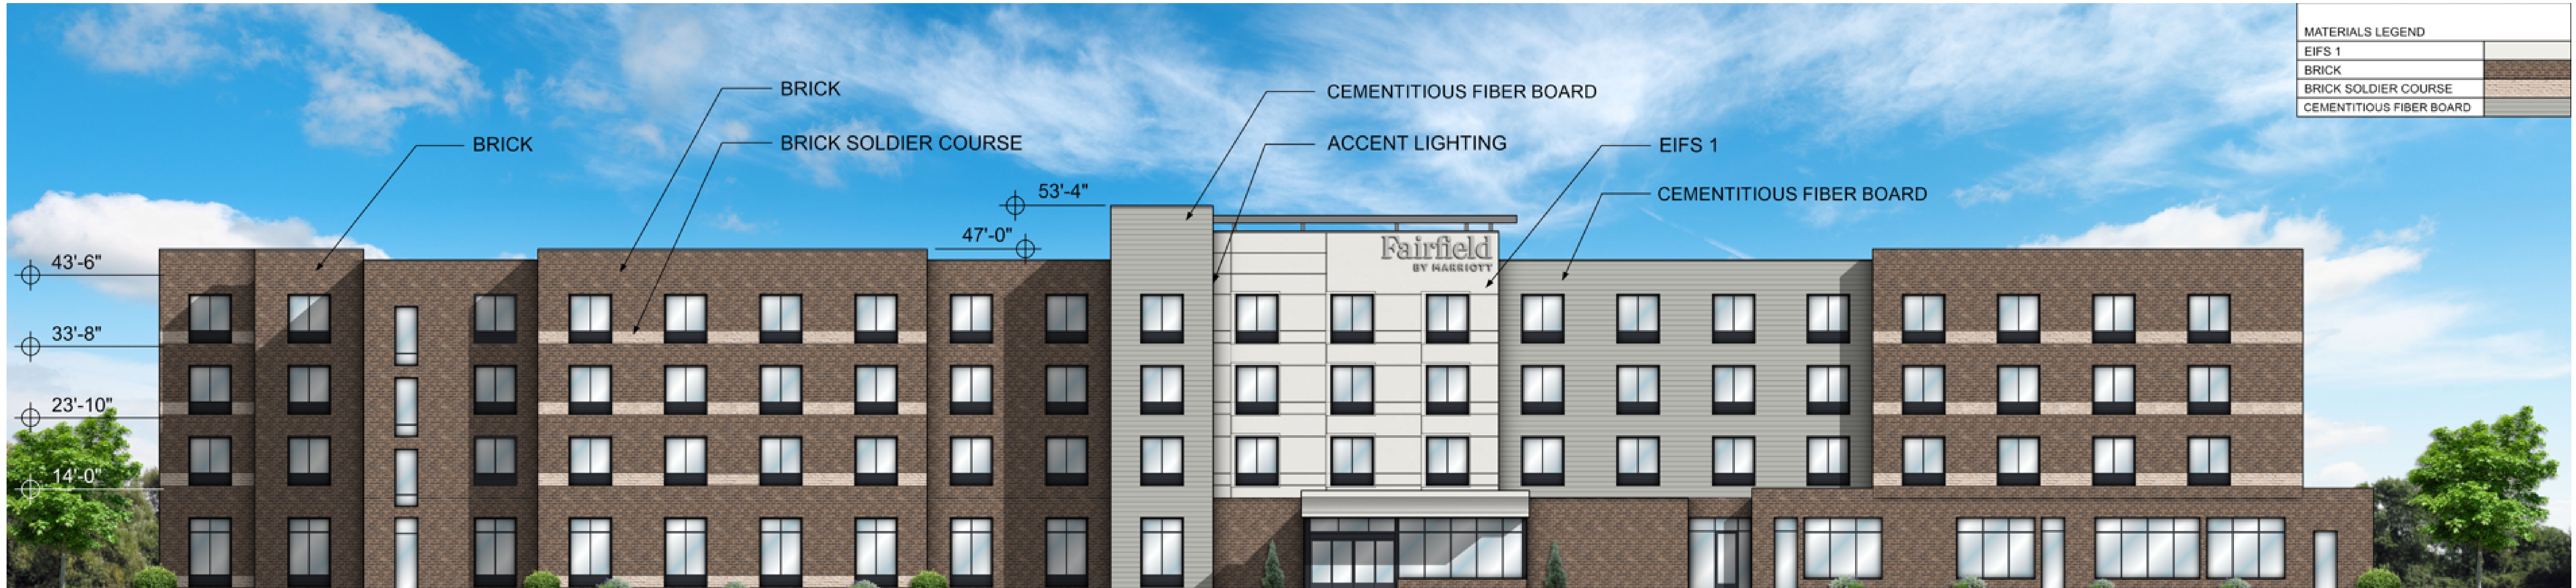 MATERIALS LEGEND
EIFS 1
BRICK
BRICK SOLDIER COURSE
CEMENTITIOUS FIBER BOARD
BRICK
CEMENTITIOUS FIBER BOARD
BRICK
BRICK SOLDIER COURSE
ACCENT LIGHTING
EIFS 1
CEMENTITIOUS FIBER BOARD
53'-4"
47'-0"
Fairfield
BY MARRIOTT
43'-6"
33'-8"
23'-10"
14'-0"